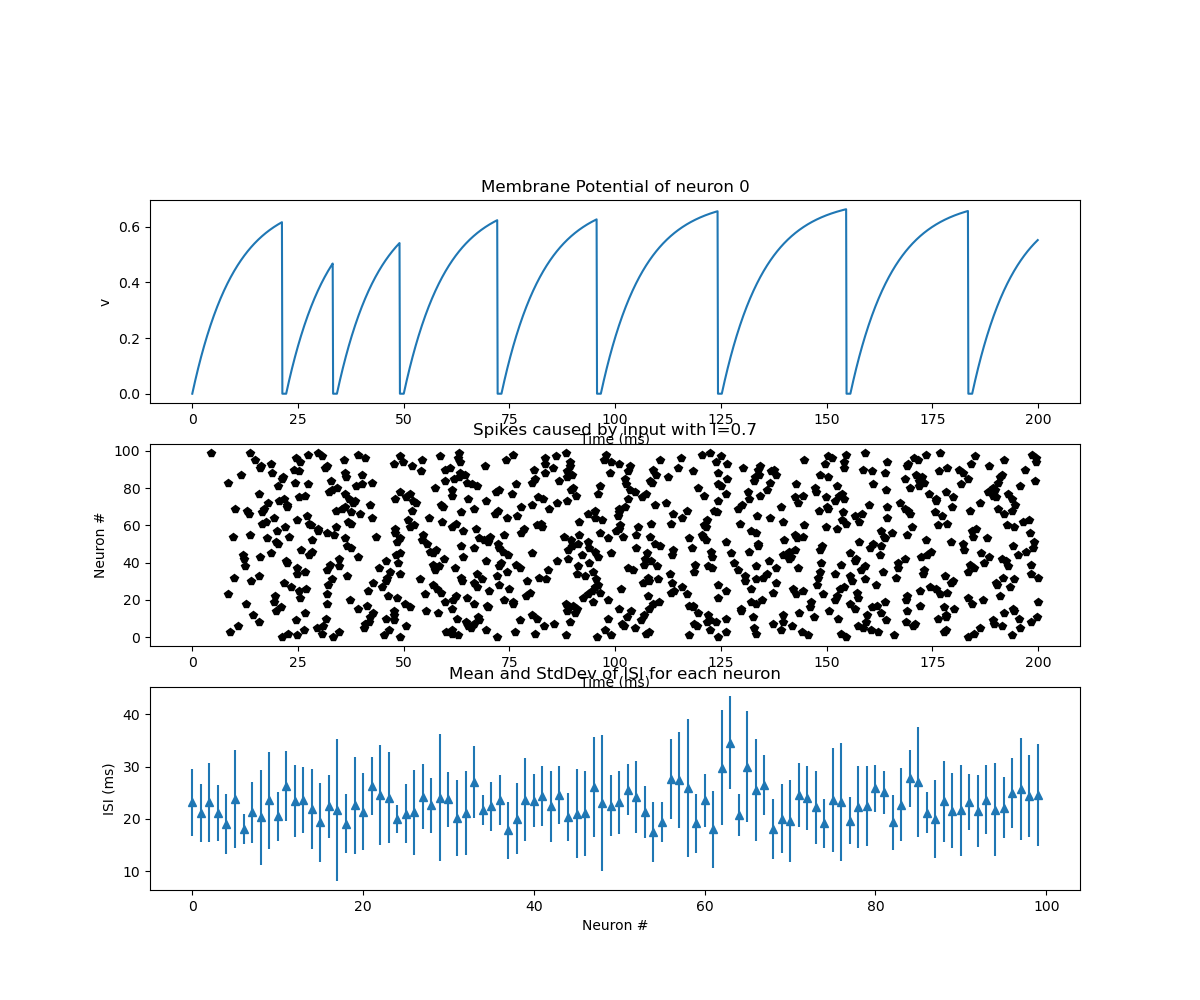 Membrane Potential of neuron 0
0.6
0.4
0.2
0.0
v
0 25 50 75 100 125 150 175 200
Time (ms)
Spikes caused by input with I=0.7
100
80
60
40
20
0
Neuron #
0 25 50 75 100 125 150 175 200
Time (ms)
Mean and StdDev of ISI for each neuron
40
30
20
10
ISI (ms)
0 20 40 60 80 100
Neuron #